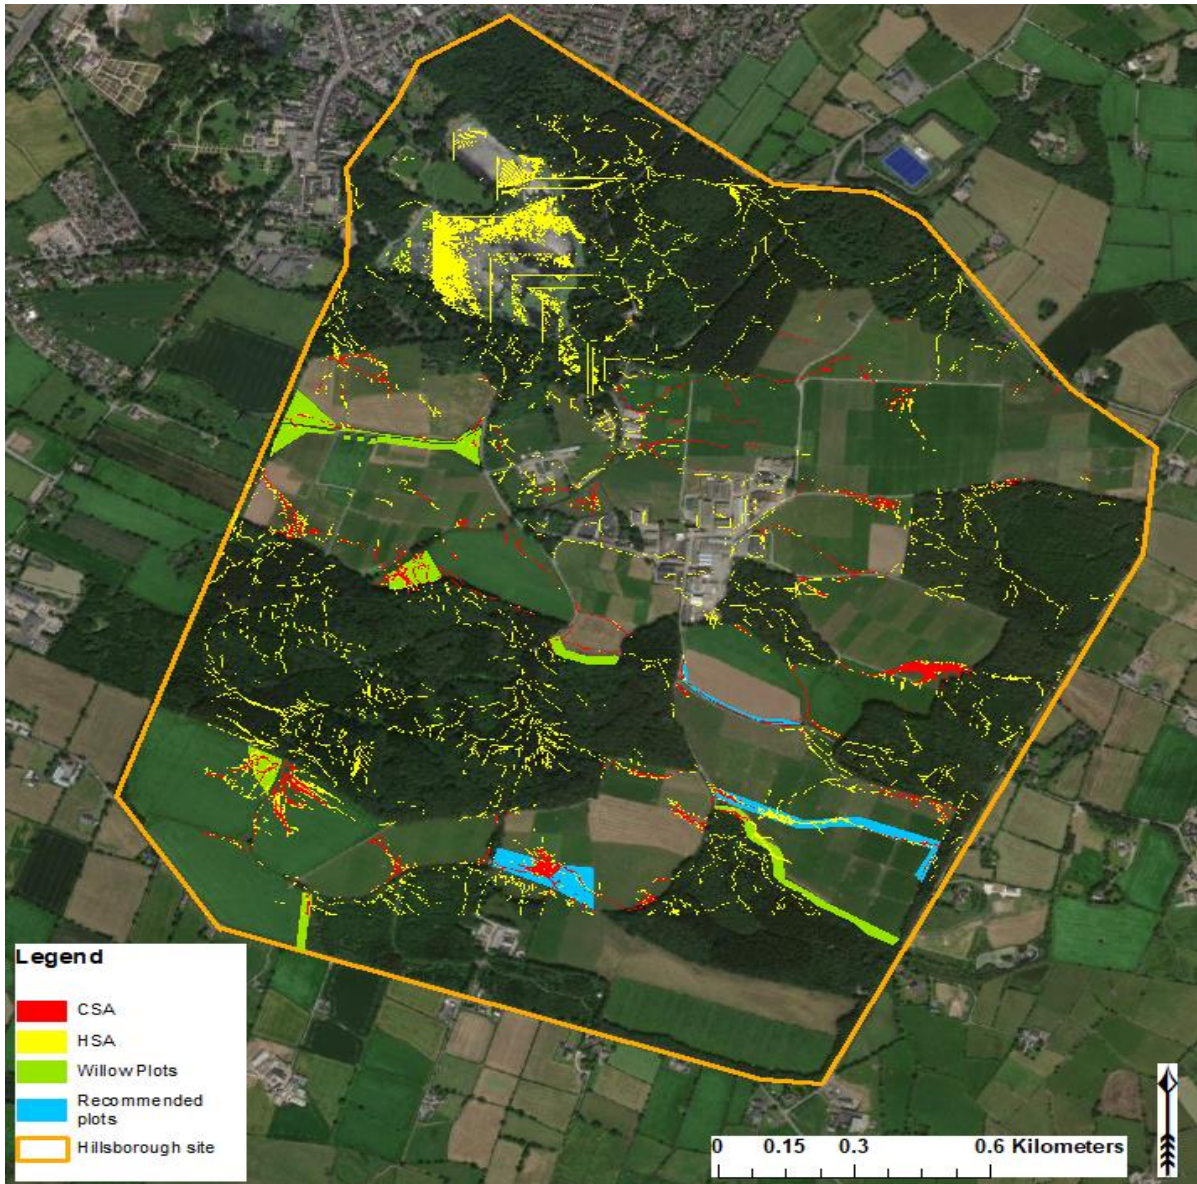 Legend
CSA
HSA
Willow Plots
Recommended
plots
Hillsborough site
0 0.15 0.3 0.6 Kilometers